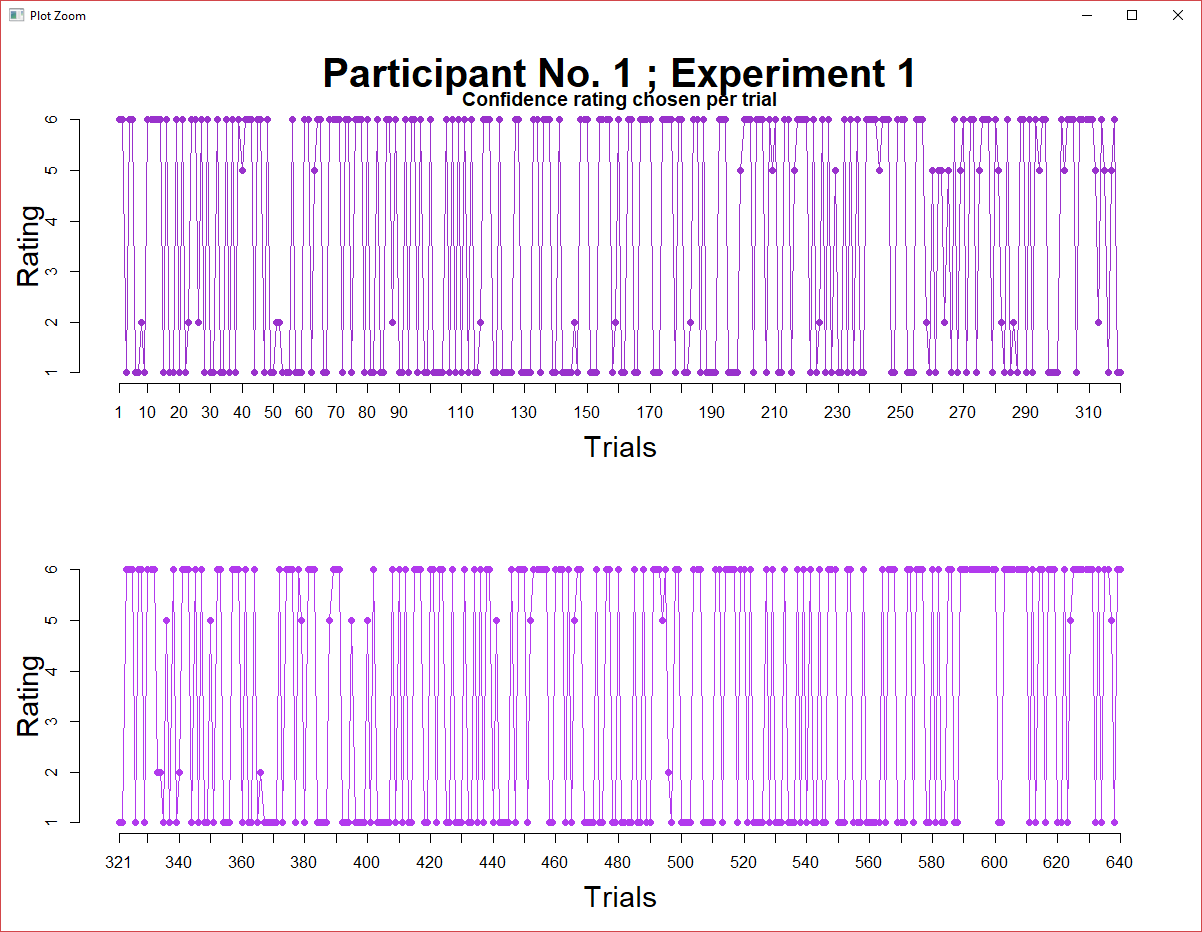 Plot Zoom
Participant No. 1 ; Experiment 1
Confidence rating chosen per trial
Rating
6
5
4
3
2
1
1 10 20 30 40 50 60 70 80 90 110 130 150 170 190 210 230 250 270 290 310
Trials
Rating
6
5
4
3
2
1
321 340 360 380 400 420 440 460 480 500 520 540 560 580 600 620 640
Trials